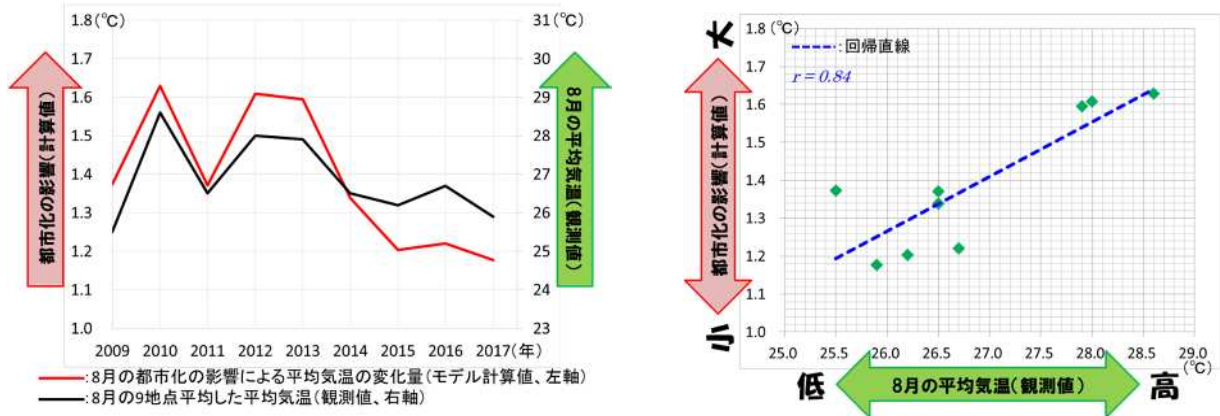 1.8(℃)
1.7
1.6
1.5
1.4
1.3
1.2
1.1
1.0
都市化の影響(計算値)
31(℃)
30
29
28
27
26
25
24
23
8月の平均気温(観測値)
2009 2010 2011 2012 2013 2014 2015 2016 2017(年)
:8月の都市化の影響による平均気温の変化量(モデル計算値、左軸)
:8月の9地点平均した平均気温(観測値、右軸)
大
都市化の影響(計算値)
小
1.8(℃)
1.7
1.6
1.5
1.4
1.3
1.2
1.1
1.0
:回帰直線
r = 0.84
25.0 25.5 26.0 26.5 27.0 27.5 28.0 28.5 29.0
(℃)
低 8月の平均気温(観測値) 高